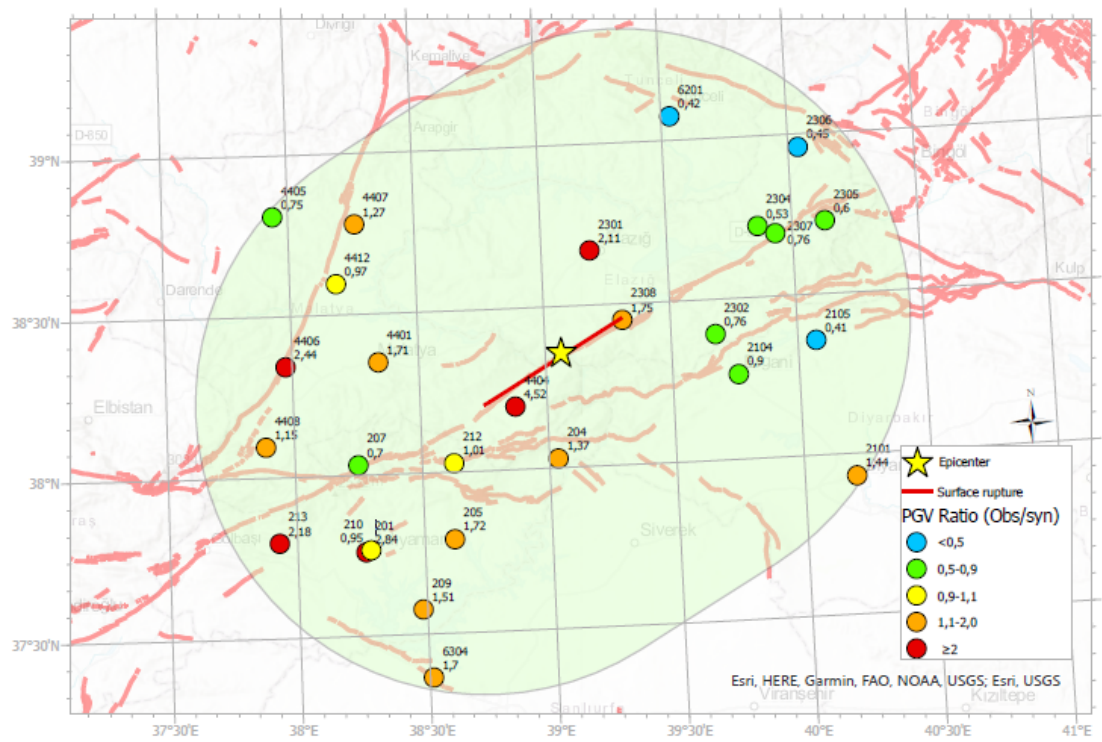 Divriği
Kemaliye
Tunceli
6201
0,42
D-850
Arapgir
2306
0,45
Bingöl
39°N
Bingöl
4405
0,75
4407
1,27
2304
0,53
2305
0,6
2301
2,11
2307
0,76
4412
0,97
Elazığ
Kulp
Darende
Malatya
2308
1,75
2302
0,76
2105
0,41
38°30'N
4406
2,44
4401
1,71
2104
0,9
4404
4,52
Elbistan
Diyarbakır
4408
1,15
207
0,7
212
1,01
204
1,37
2101
1,44
N
38°N
Epicenter
Surface rupture
213
2,18
210
0,95
201
2,84
205
1,72
Siverek
PGV Ratio (Obs/syn)
<0,5
0,5-0,9
209
1,51
0,9-1,1
1,1-2,0
37°30'N
6304
1,7
≥2
Esri, HERE, Garmin, FAO, NOAA, USGS; Esri, USGS
Viranşehir
Kızıltepe
Şanlıurfa
37°30'E
38°E
38°30'E
39°E
39°30'E
40°E
40°30'E
41°E